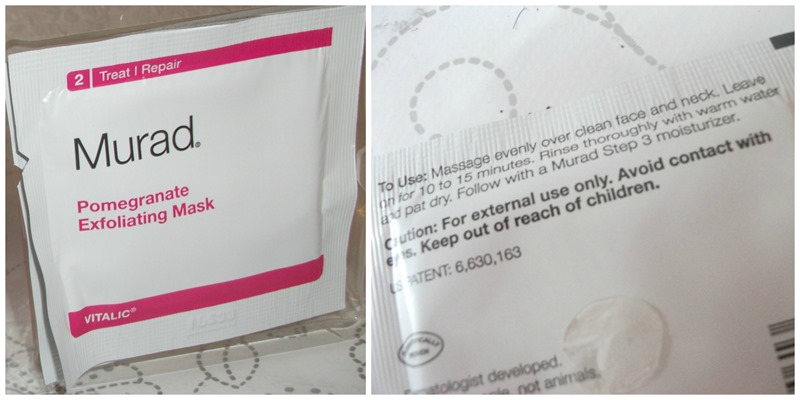 2 Treat | Repair
Murad®
Pomegranate
Exfoliating Mask
VITALIC®
To Use: Massage evenly over clean face and neck. Leave
on for 10 to 15 minutes. Rinse thoroughly with warm water
and pat dry. Follow with a Murad Step 3 moisturizer.
Caution: For external use only. Avoid contact with
eyes. Keep out of reach of children.
US PATENT: 6,630,163
developed.
not animals.